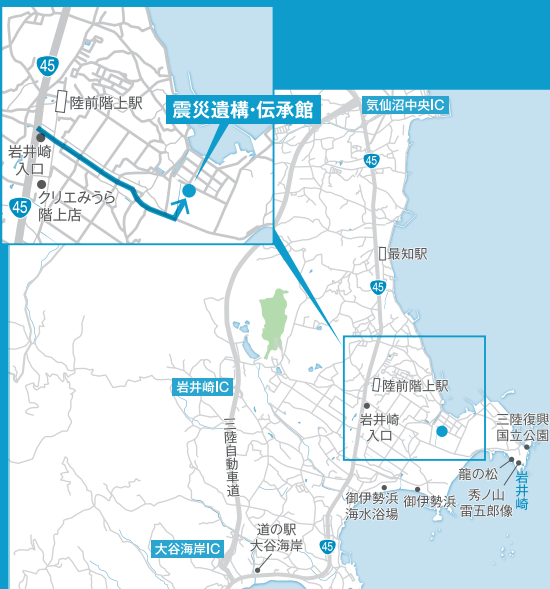 45
陸前階上駅
震災遺構・伝承館
岩井崎
入口
クリエみうら
階上店
45
気仙沼中央IC
45
最知駅
45
岩井崎IC
陸前階上駅
岩井崎
入口
三陸自動車道
三陸復興
国立公園
龍の松
岩井崎
秀ノ山
雷五郎像
御伊勢浜
海水浴場
御伊勢浜
道の駅
大谷海岸
大谷海岸IC
45